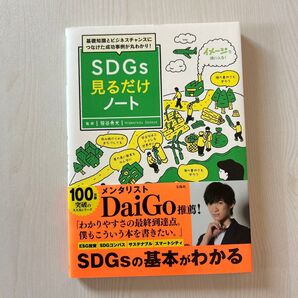 基礎知識とビジネスチャンスに
つなげた成功事例が丸わかり!
SDGs
見るだけ
ノート
監修 笹谷秀光
イメージで
100万部
突破の
メンタリスト
DaiGo推薦!
宝島社
「わかりやすさの最終到達点。
僕もこういう本を書きたい。」
ESG投資 SDGコンパス サステナブル スマートシティ
SDGsの基本がわかる